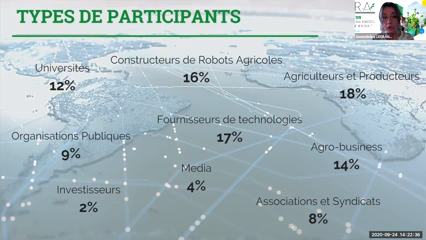 TYPES DE PARTICIPANTS
Constructeurs de Robots Agricoles
16%
Universités
12%
Agriculteurs et Producteurs
18%
Fournisseurs de technologies
17%
Organisations Publiques
9%
Agro-business
14%
Media
4%
Investisseurs
2%
Associations et Syndicats
8%
2020-09-24 14:22:36